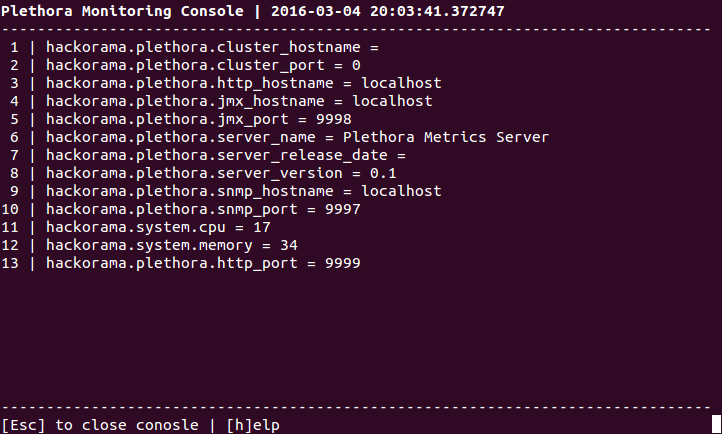 Plethora Monitoring Console | 2016-03-04 20:03:41.372747
-------------------------------------------------------------------------------
1 | hackorama.plethora.cluster_hostname =
2 | hackorama.plethora.cluster_port = 0
3 | hackorama.plethora.http_hostname = localhost
4 | hackorama.plethora.jmx_hostname = localhost
5 | hackorama.plethora.jmx_port = 9998
6 | hackorama.plethora.server_name = Plethora Metrics Server
7 | hackorama.plethora.server_release_date =
8 | hackorama.plethora.server_version = 0.1
9 | hackorama.plethora.snmp_hostname = localhost
10 | hackorama.plethora.snmp_port = 9997
11 | hackorama.system.cpu = 17
12 | hackorama.system.memory = 34
13 | hackorama.plethora.http_port = 9999
-------------------------------------------------------------------------------
[Esc] to close conosle | [h]elp